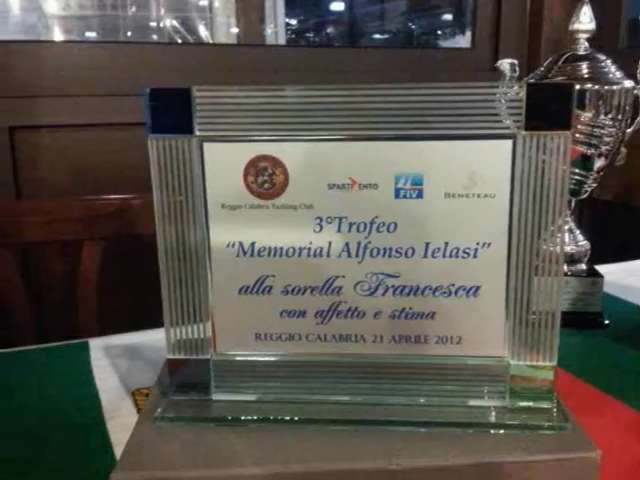 Reggio Calabria Yachting Club
SPARTIVENTO
FIV
BENETEAU
3°Trofeo
“Memorial Alfonso Ielasi”
alla sorella Francesca
con affetto e stima
REGGIO CALABRIA 21 APRILE 2012